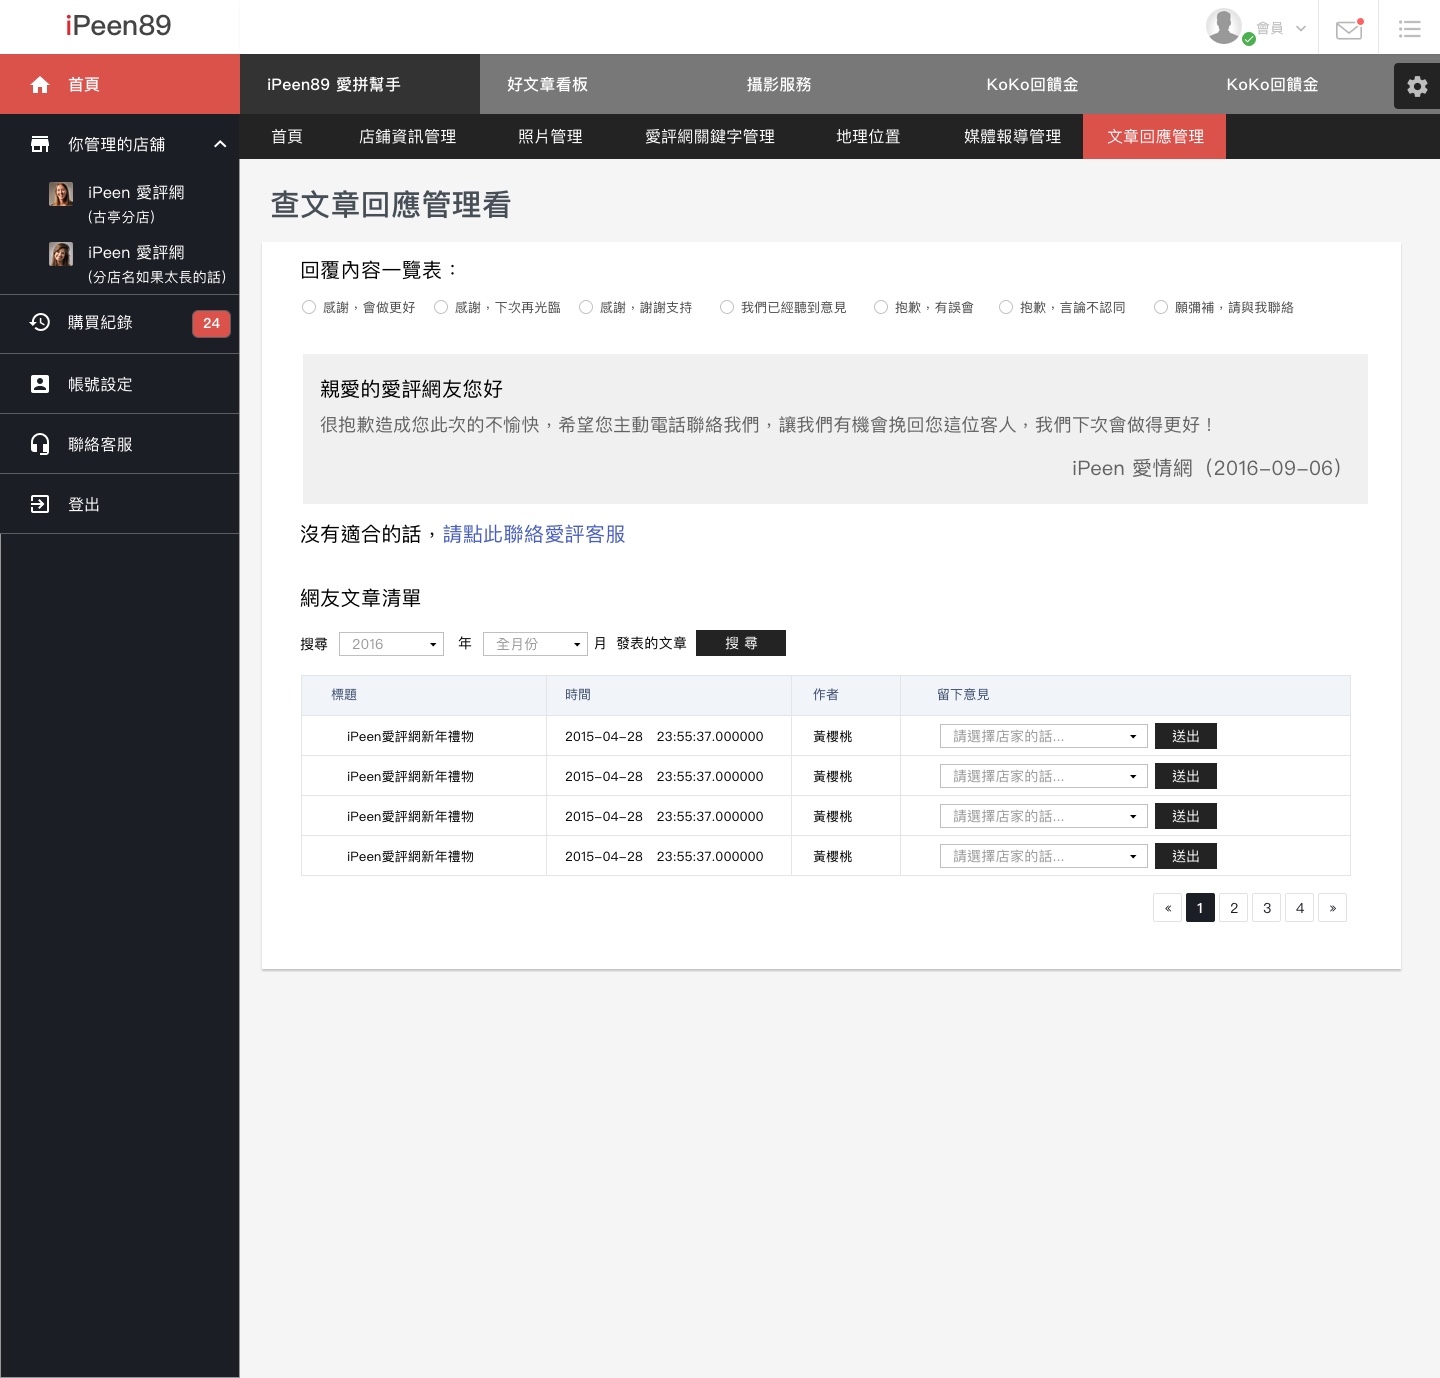 iPeen89
會員
首頁
iPeen89 愛拼幫手
好文章看板
攝影服務
KoKo回饋金
KoKo回饋金
首頁
店鋪資訊管理
照片管理
愛評網關鍵字管理
地理位置
媒體報導管理
文章回應管理
你管理的店舖
iPeen 愛評網
(古亭分店)
iPeen 愛評網
(分店名如果太長的話)
購買紀錄
24
帳號設定
聯絡客服
登出
查文章回應管理看
回覆內容一覽表：
感謝，會做更好
感謝，下次再光臨
感謝，謝謝支持
我們已經聽到意見
抱歉，有誤會
抱歉，言論不認同
願彌補，請與我聯絡
親愛的愛評網友您好
很抱歉造成您此次的不愉快，希望您主動電話聯絡我們，讓我們有機會挽回您這位客人，我們下次會做得更好！
iPeen 愛情網（2016-09-06）
沒有適合的話，請點此聯絡愛評客服
網友文章清單
搜尋 2016 年 全月份 月 發表的文章 搜 尋
標題 時間 作者 留下意見
iPeen愛評網新年禮物 2015-04-28 23:55:37.000000 黃櫻桃 請選擇店家的話... 送出
iPeen愛評網新年禮物 2015-04-28 23:55:37.000000 黃櫻桃 請選擇店家的話... 送出
iPeen愛評網新年禮物 2015-04-28 23:55:37.000000 黃櫻桃 請選擇店家的話... 送出
iPeen愛評網新年禮物 2015-04-28 23:55:37.000000 黃櫻桃 請選擇店家的話... 送出
« 1 2 3 4 »